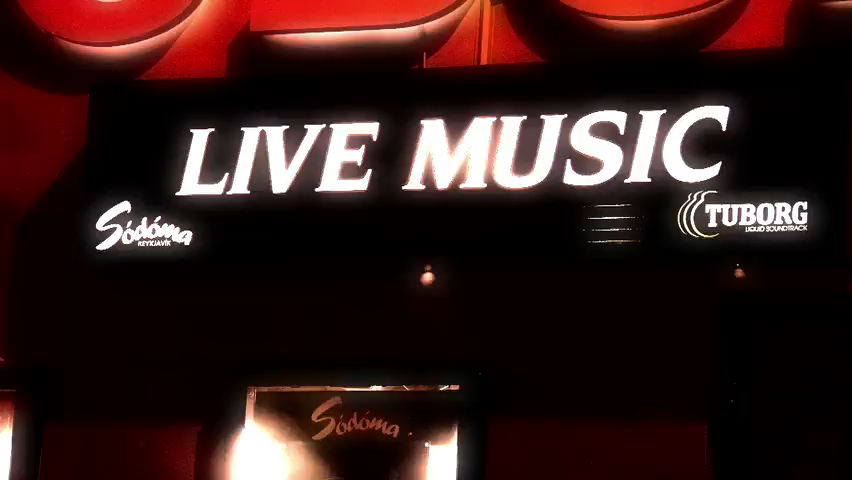 LIVE MUSIC
Sódóma
REYKJAVÍK
TUBORG
LIQUID SOUNDTRACK
Sódóma